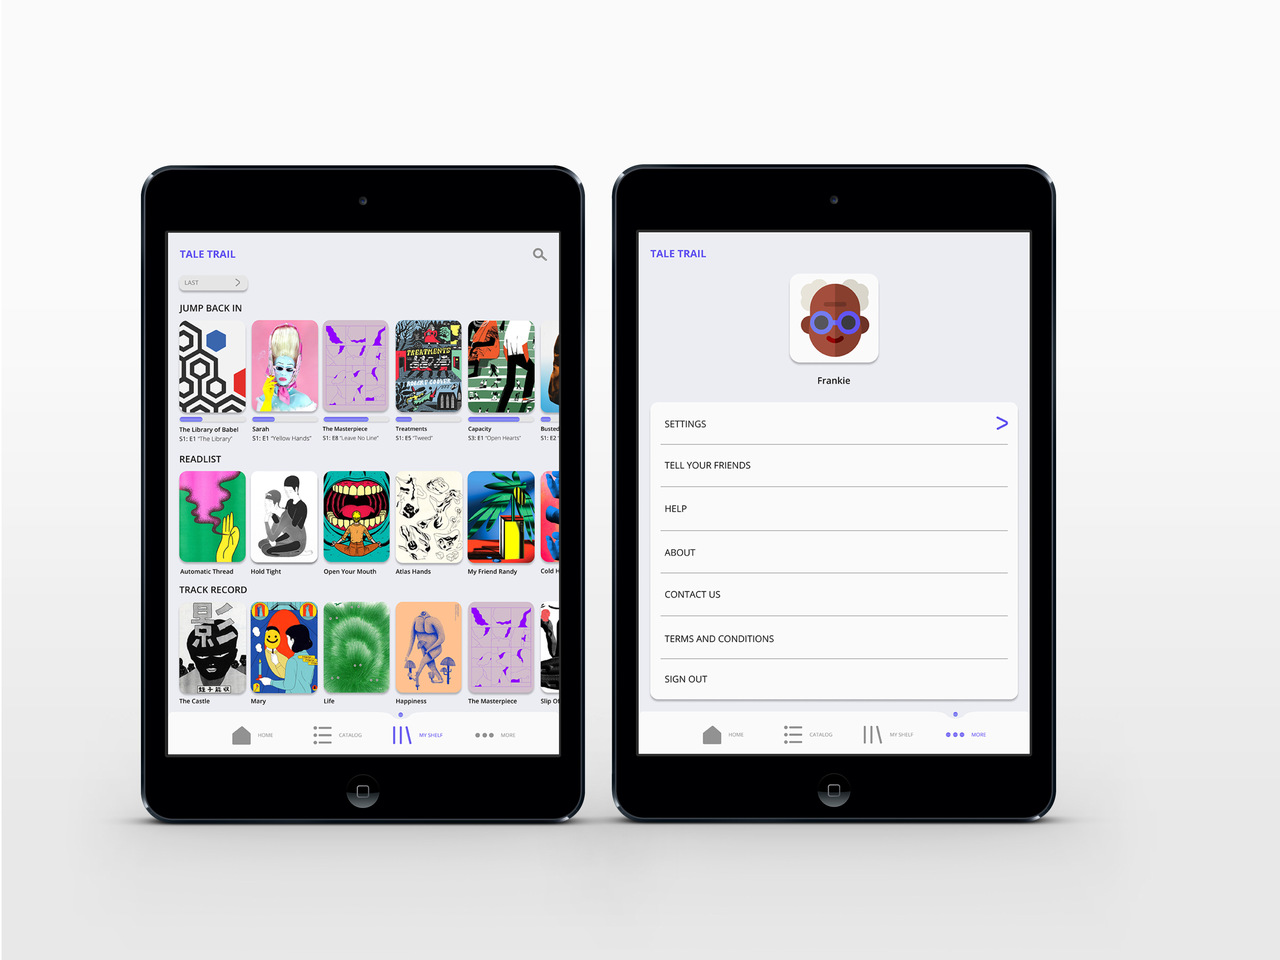 TALE TRAIL
LAST
JUMP BACK IN
TREATMENTS
The Library of Babel
S1: E1 "The Library"
Sarah
S1: E1 "Yellow Hands"
The Masterpiece
S1: E8 "Leave No Line"
Treatments
S1: E5 "Tweed"
Capacity
S3: E1 "Open Hearts"
Busted
S1: E2 "
READLIST
Automatic Thread
Hold Tight
Open Your Mouth
Atlas Hands
My Friend Randy
Cold H
TRACK RECORD
影
The Castle
Mary
Life
Happiness
The Masterpiece
Slip Of
HOME
CATALOG
MY SHELF
MORE
TALE TRAIL
Frankie
SETTINGS
TELL YOUR FRIENDS
HELP
ABOUT
CONTACT US
TERMS AND CONDITIONS
SIGN OUT
HOME
CATALOG
MY SHELF
MORE